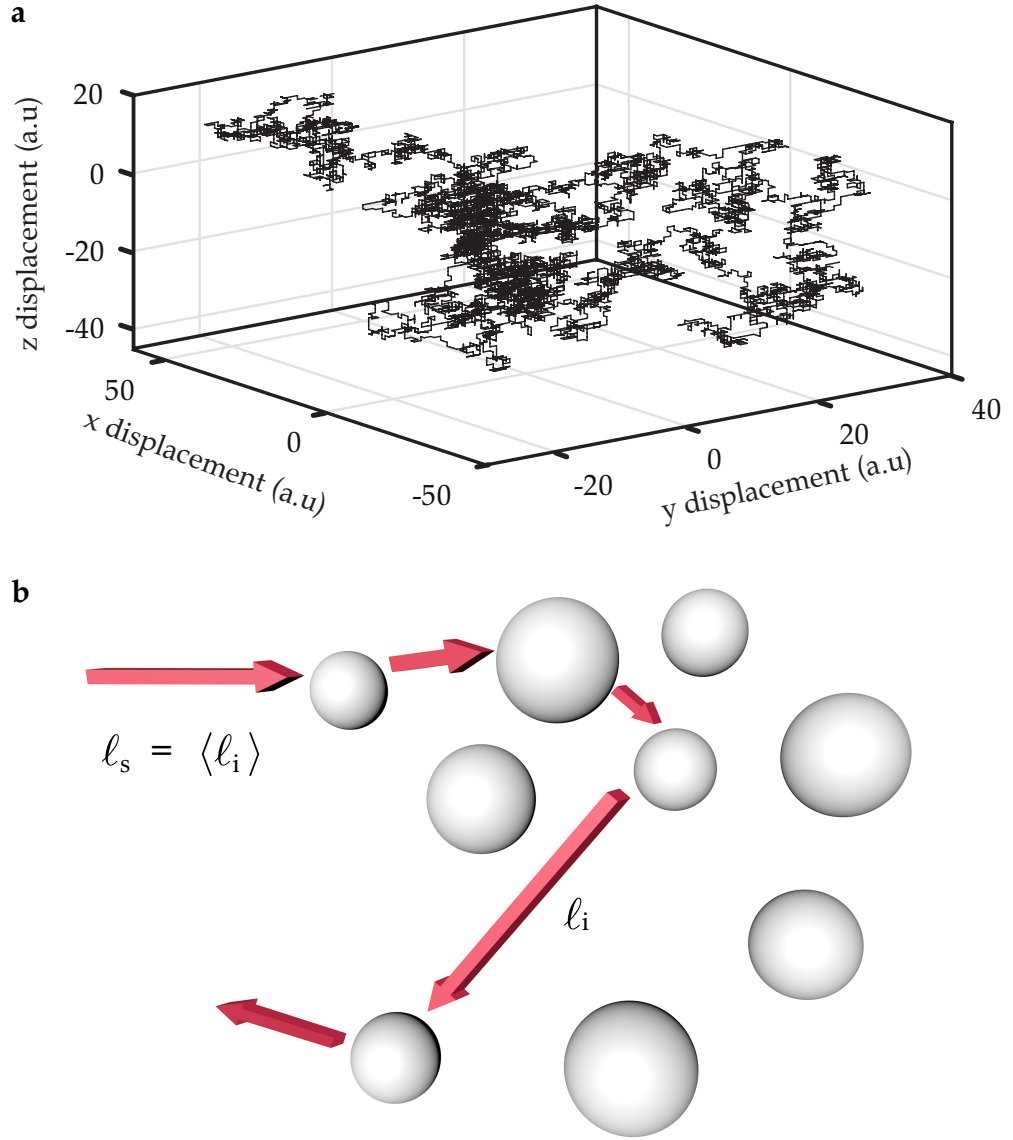 a
20
0
-20
-40
z displacement (a.u)
50
0
-50
x displacement (a.u)
-20
0
20
40
y displacement (a.u)
b
ℓs = ⟨ℓi⟩
ℓi